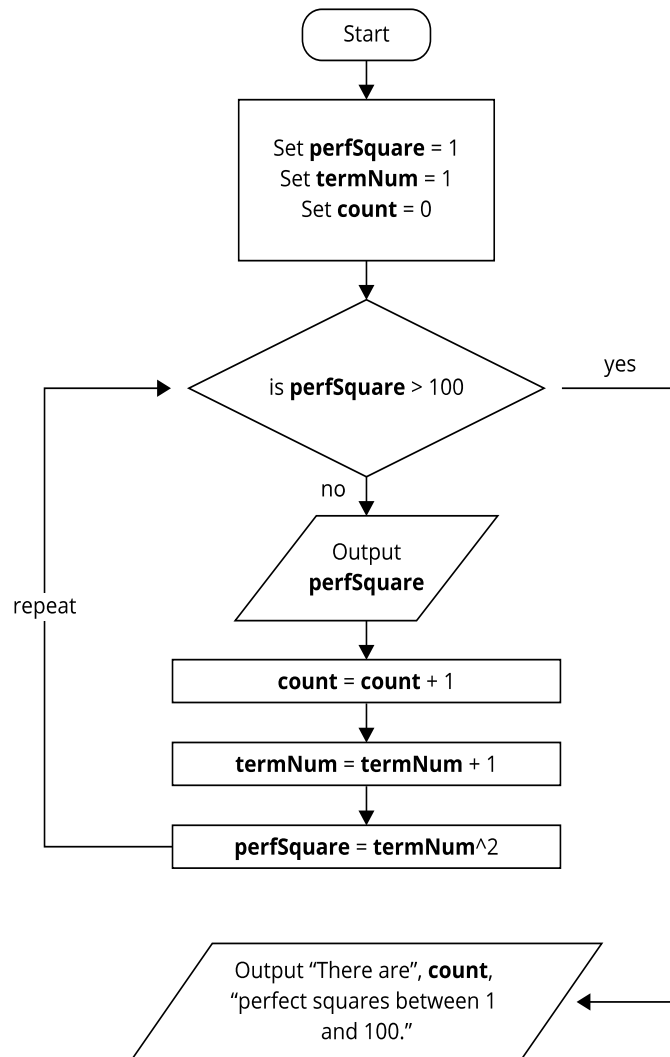 Start
Set perfSquare = 1
Set termNum = 1
Set count = 0
is perfSquare > 100
yes
no
Output
perfSquare
repeat
count = count + 1
termNum = termNum + 1
perfSquare = termNum^2
Output “There are”, count,
“perfect squares between 1
and 100.”